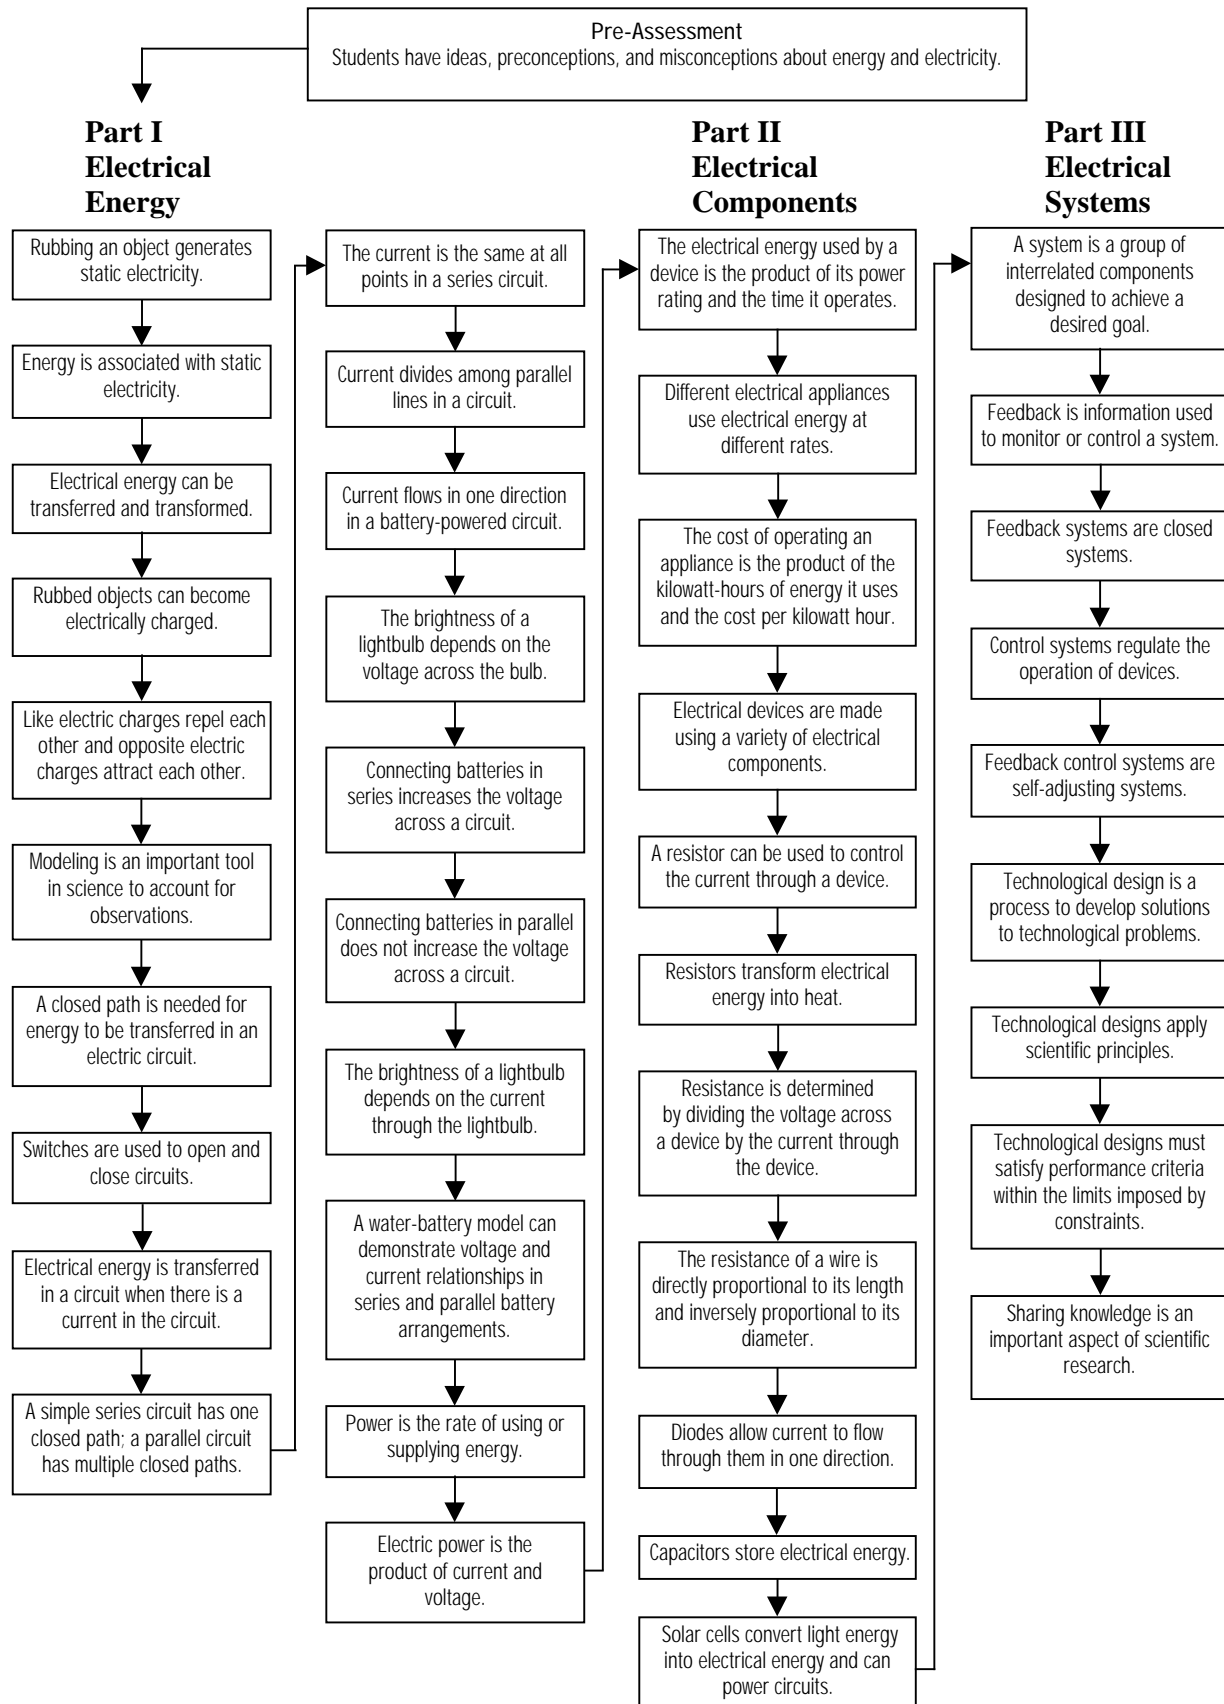 Pre-Assessment
Students have ideas, preconceptions, and misconceptions about energy and electricity.
Part I
Electrical
Energy
Rubbing an object generates
static electricity.
Energy is associated with static
electricity.
Electrical energy can be
transferred and transformed.
Rubbed objects can become
electrically charged.
Like electric charges repel each
other and opposite electric
charges attract each other.
Modeling is an important tool
in science to account for
observations.
A closed path is needed for
energy to be transferred in an
electric circuit.
Switches are used to open and
close circuits.
Electrical energy is transferred
in a circuit when there is a
current in the circuit.
A simple series circuit has one
closed path; a parallel circuit
has multiple closed paths.
The current is the same at all
points in a series circuit.
Current divides among parallel
lines in a circuit.
Current flows in one direction
in a battery-powered circuit.
The brightness of a
lightbulb depends on the
voltage across the bulb.
Connecting batteries in
series increases the voltage
across a circuit.
Connecting batteries in parallel
does not increase the voltage
across a circuit.
The brightness of a lightbulb
depends on the current
through the lightbulb.
A water-battery model can
demonstrate voltage and
current relationships in
series and parallel battery
arrangements.
Power is the rate of using or
supplying energy.
Electric power is the
product of current and
voltage.
Part II
Electrical
Components
The electrical energy used by a
device is the product of its power
rating and the time it operates.
Different electrical appliances
use electrical energy at
different rates.
The cost of operating an
appliance is the product of the
kilowatt-hours of energy it uses
and the cost per kilowatt hour.
Electrical devices are made
using a variety of electrical
components.
A resistor can be used to control
the current through a device.
Resistors transform electrical
energy into heat.
Resistance is determined
by dividing the voltage across
a device by the current through
the device.
The resistance of a wire is
directly proportional to its length
and inversely proportional to its
diameter.
Diodes allow current to flow
through them in one direction.
Capacitors store electrical energy.
Solar cells convert light energy
into electrical energy and can
power circuits.
Part III
Electrical
Systems
A system is a group of
interrelated components
designed to achieve a
desired goal.
Feedback is information used
to monitor or control a system.
Feedback systems are closed
systems.
Control systems regulate the
operation of devices.
Feedback control systems are
self-adjusting systems.
Technological design is a
process to develop solutions
to technological problems.
Technological designs apply
scientific principles.
Technological designs must
satisfy performance criteria
within the limits imposed by
constraints.
Sharing knowledge is an
important aspect of scientific
research.